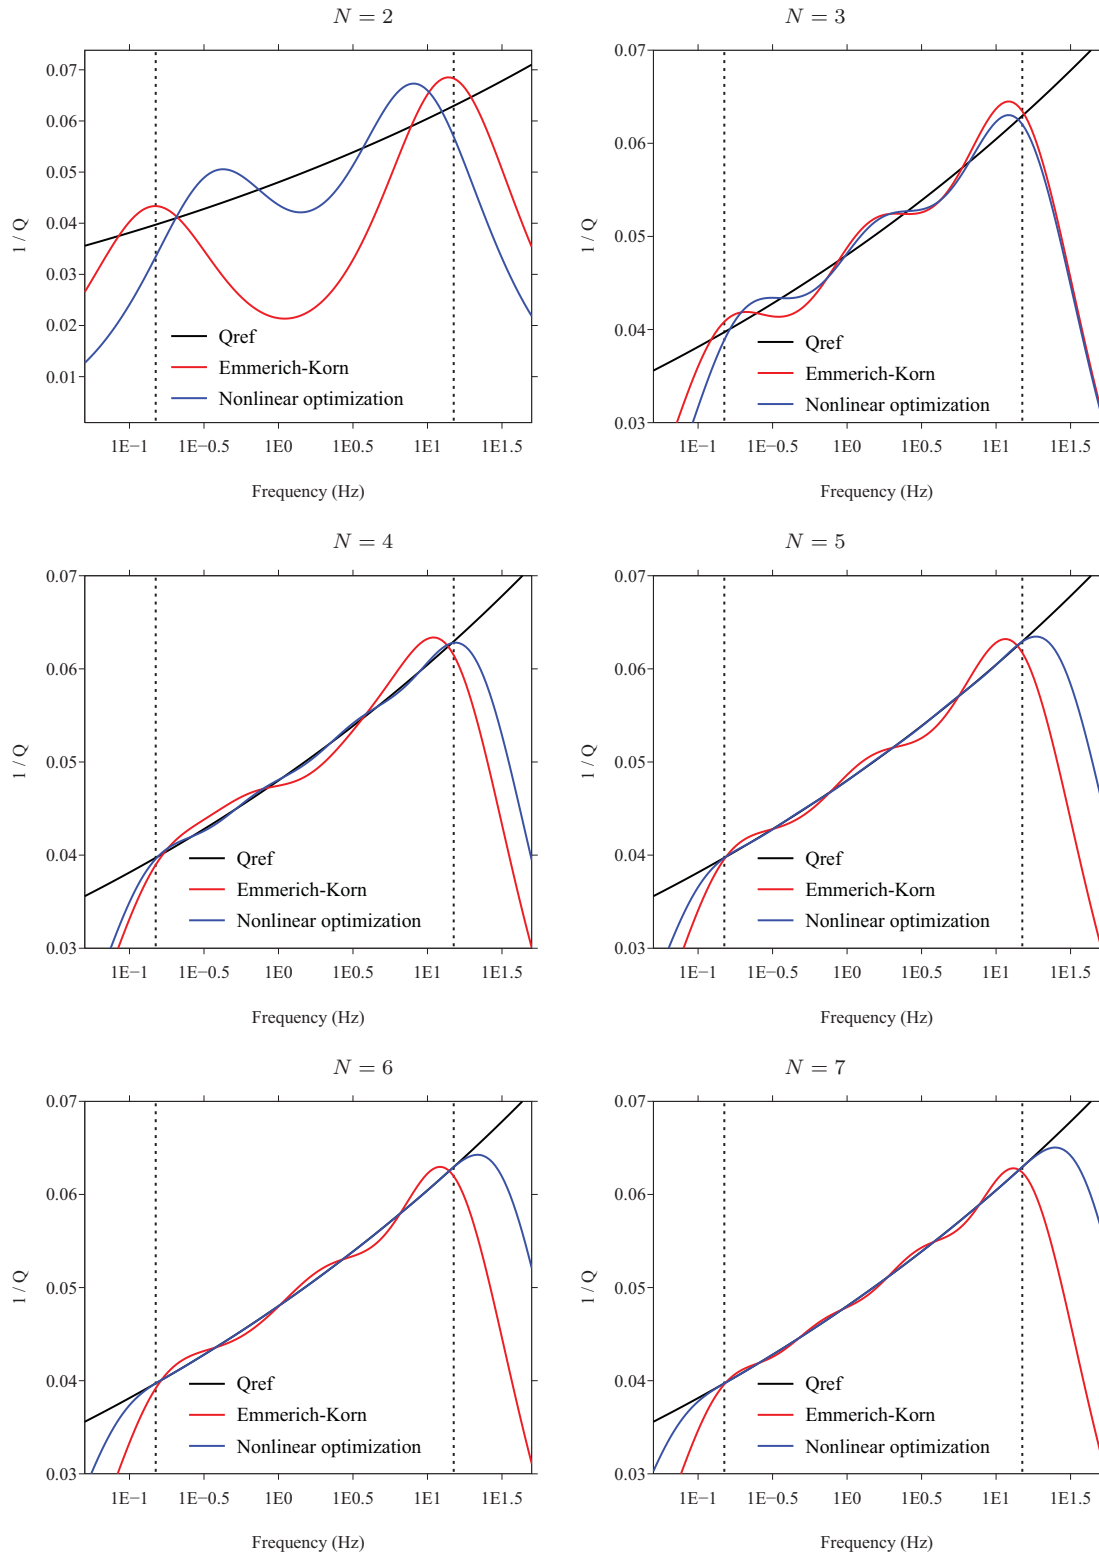 N = 2
0.07
0.06
0.05
0.04
0.03
0.02
0.01
1 / Q
Qref
Emmerich-Korn
Nonlinear optimization
1E−1 1E−0.5 1E0 1E0.5 1E1 1E1.5
Frequency (Hz)
N = 3
0.07
0.06
0.05
0.04
0.03
1 / Q
Qref
Emmerich-Korn
Nonlinear optimization
1E−1 1E−0.5 1E0 1E0.5 1E1 1E1.5
Frequency (Hz)
N = 4
0.07
0.06
0.05
0.04
0.03
1 / Q
Qref
Emmerich-Korn
Nonlinear optimization
1E−1 1E−0.5 1E0 1E0.5 1E1 1E1.5
Frequency (Hz)
N = 5
0.07
0.06
0.05
0.04
0.03
1 / Q
Qref
Emmerich-Korn
Nonlinear optimization
1E−1 1E−0.5 1E0 1E0.5 1E1 1E1.5
Frequency (Hz)
N = 6
0.07
0.06
0.05
0.04
0.03
1 / Q
Qref
Emmerich-Korn
Nonlinear optimization
1E−1 1E−0.5 1E0 1E0.5 1E1 1E1.5
Frequency (Hz)
N = 7
0.07
0.06
0.05
0.04
0.03
1 / Q
Qref
Emmerich-Korn
Nonlinear optimization
1E−1 1E−0.5 1E0 1E0.5 1E1 1E1.5
Frequency (Hz)